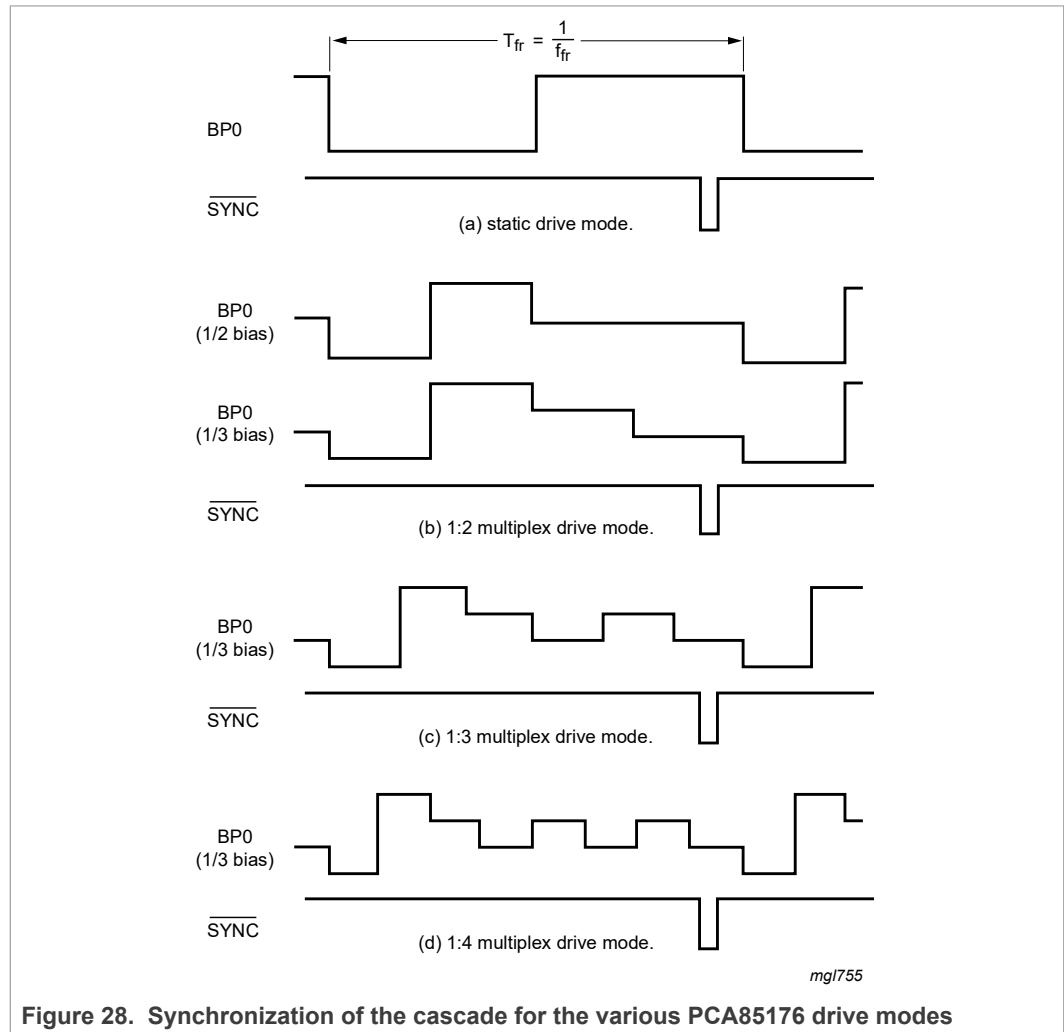 Tfr = 1
ffr
BP0
SYNC
(a) static drive mode.
BP0
(1/2 bias)
BP0
(1/3 bias)
SYNC
(b) 1:2 multiplex drive mode.
BP0
(1/3 bias)
SYNC
(c) 1:3 multiplex drive mode.
BP0
(1/3 bias)
SYNC
(d) 1:4 multiplex drive mode.
mgl755
Figure 28. Synchronization of the cascade for the various PCA85176 drive modes